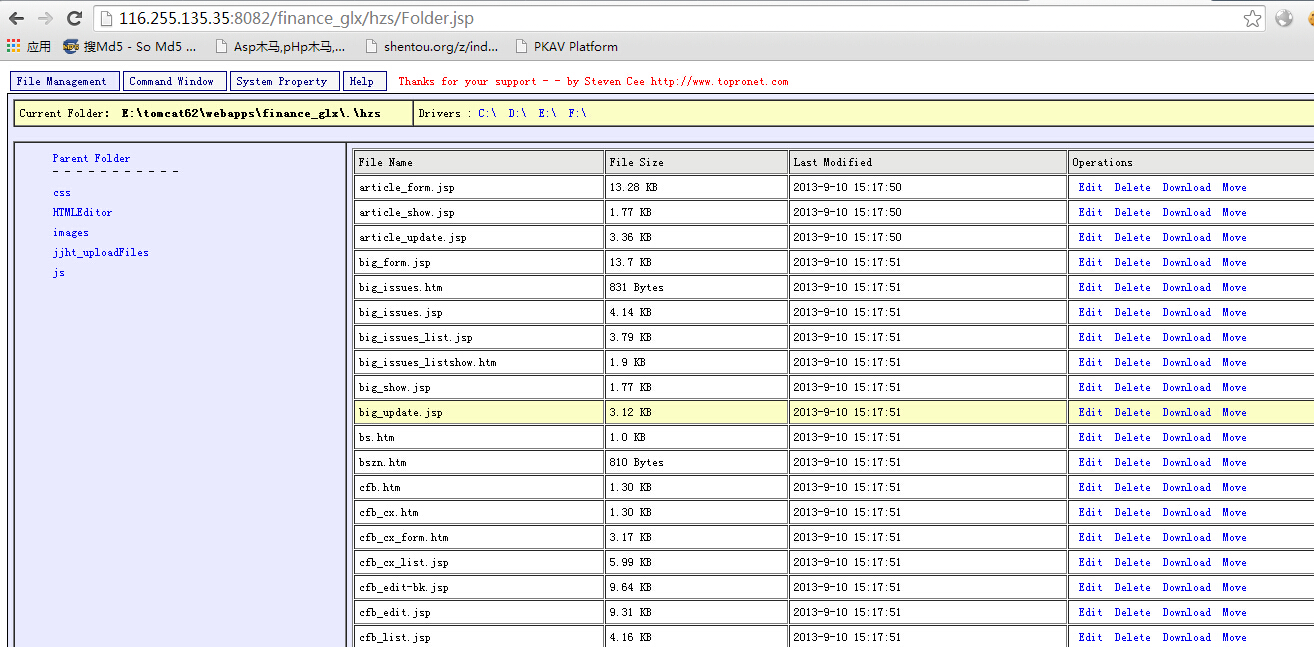 116.255.135.35:8082/finance_glx/hzs/Folder.jsp
应用 搜Md5 - So Md5 ... Asp木马,pHp木马,... shentou.org/z/ind... PKAV Platform
File Management Command Window System Property Help Thanks for your support - - by Steven Cee http://www.topronet.com
Current Folder: E:\tomcat62\webapps\finance_glx\.\hzs Drivers : C:\ D:\ E:\ F:\
Parent Folder
- - - - - - - - - - -
css
HTMLEditor
images
jjht_uploadFiles
js
File Name File Size Last Modified Operations
article_form.jsp 13.28 KB 2013-9-10 15:17:50 Edit Delete Download Move
article_show.jsp 1.77 KB 2013-9-10 15:17:50 Edit Delete Download Move
article_update.jsp 3.36 KB 2013-9-10 15:17:50 Edit Delete Download Move
big_form.jsp 13.7 KB 2013-9-10 15:17:51 Edit Delete Download Move
big_issues.htm 831 Bytes 2013-9-10 15:17:51 Edit Delete Download Move
big_issues.jsp 4.14 KB 2013-9-10 15:17:51 Edit Delete Download Move
big_issues_list.jsp 3.79 KB 2013-9-10 15:17:51 Edit Delete Download Move
big_issues_listshow.htm 1.9 KB 2013-9-10 15:17:51 Edit Delete Download Move
big_show.jsp 1.77 KB 2013-9-10 15:17:51 Edit Delete Download Move
big_update.jsp 3.12 KB 2013-9-10 15:17:51 Edit Delete Download Move
bs.htm 1.0 KB 2013-9-10 15:17:51 Edit Delete Download Move
bszn.htm 810 Bytes 2013-9-10 15:17:51 Edit Delete Download Move
cfb.htm 1.30 KB 2013-9-10 15:17:51 Edit Delete Download Move
cfb_cx.htm 1.30 KB 2013-9-10 15:17:51 Edit Delete Download Move
cfb_cx_form.htm 3.17 KB 2013-9-10 15:17:51 Edit Delete Download Move
cfb_cx_list.jsp 5.99 KB 2013-9-10 15:17:51 Edit Delete Download Move
cfb_edit-bk.jsp 9.64 KB 2013-9-10 15:17:51 Edit Delete Download Move
cfb_edit.jsp 9.31 KB 2013-9-10 15:17:51 Edit Delete Download Move
cfb_list.jsp 4.16 KB 2013-9-10 15:17:51 Edit Delete Download Move